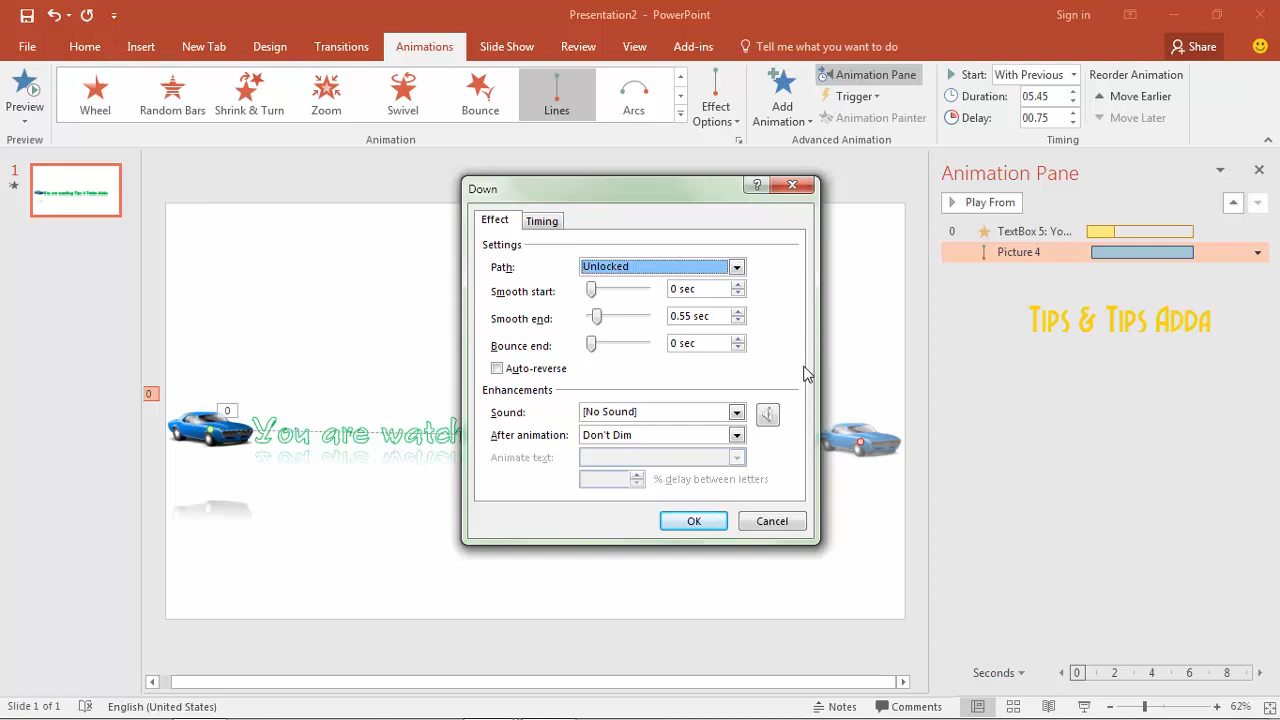 Presentation2 - PowerPoint
Sign in
File
Home
Insert
New Tab
Design
Transitions
Animations
Slide Show
Review
View
Add-ins
Tell me what you want to do
Share
Preview
Wheel
Random Bars
Shrink & Turn
Zoom
Swivel
Bounce
Lines
Arcs
Effect
Options
Add
Animation
Animation Pane
Trigger
Animation Painter
Start: With Previous
Duration: 05.45
Delay: 00.75
Reorder Animation
Move Earlier
Move Later
Preview
Animation
Advanced Animation
Timing
1
Down
Effect
Timing
Settings
Path: Unlocked
Smooth start: 0 sec
Smooth end: 0.55 sec
Bounce end: 0 sec
Auto-reverse
Enhancements
Sound: [No Sound]
After animation: Don't Dim
Animate text:
% delay between letters
OK
Cancel
0
0
You are watch
Animation Pane
Play From
0 TextBox 5: Yo...
Picture 4
Tips & Tips Adda
Seconds
0 2 4 6 8
Slide 1 of 1
English (United States)
Notes
Comments
62%